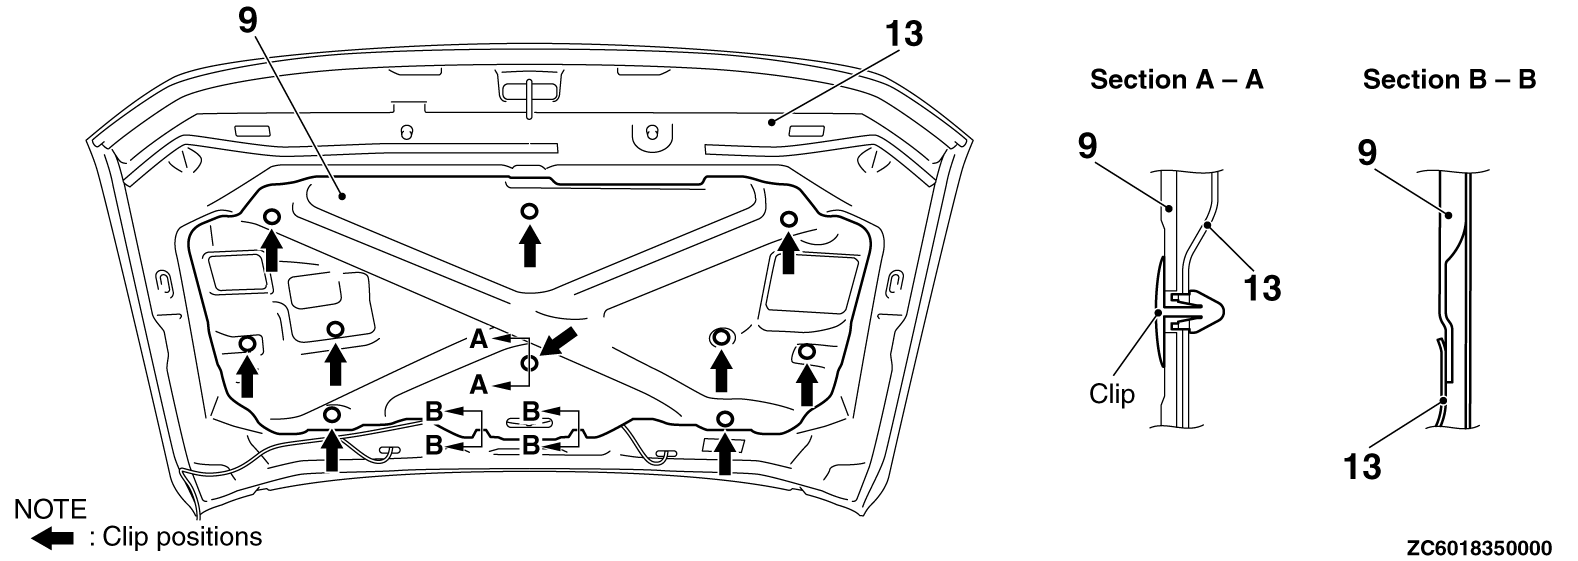 9
13
Section A – A
Section B – B
9
9
13
A
A
Clip
B
B
B
B
13
NOTE
: Clip positions
ZC6018350000